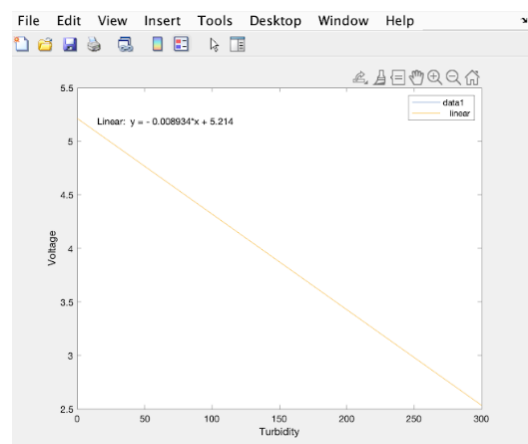 File Edit View Insert Tools Desktop Window Help
5.5
data1
linear
Linear: y = - 0.008934*x + 5.214
5
4.5
4
3.5
3
2.5
Voltage
0 50 100 150 200 250 300
Turbidity